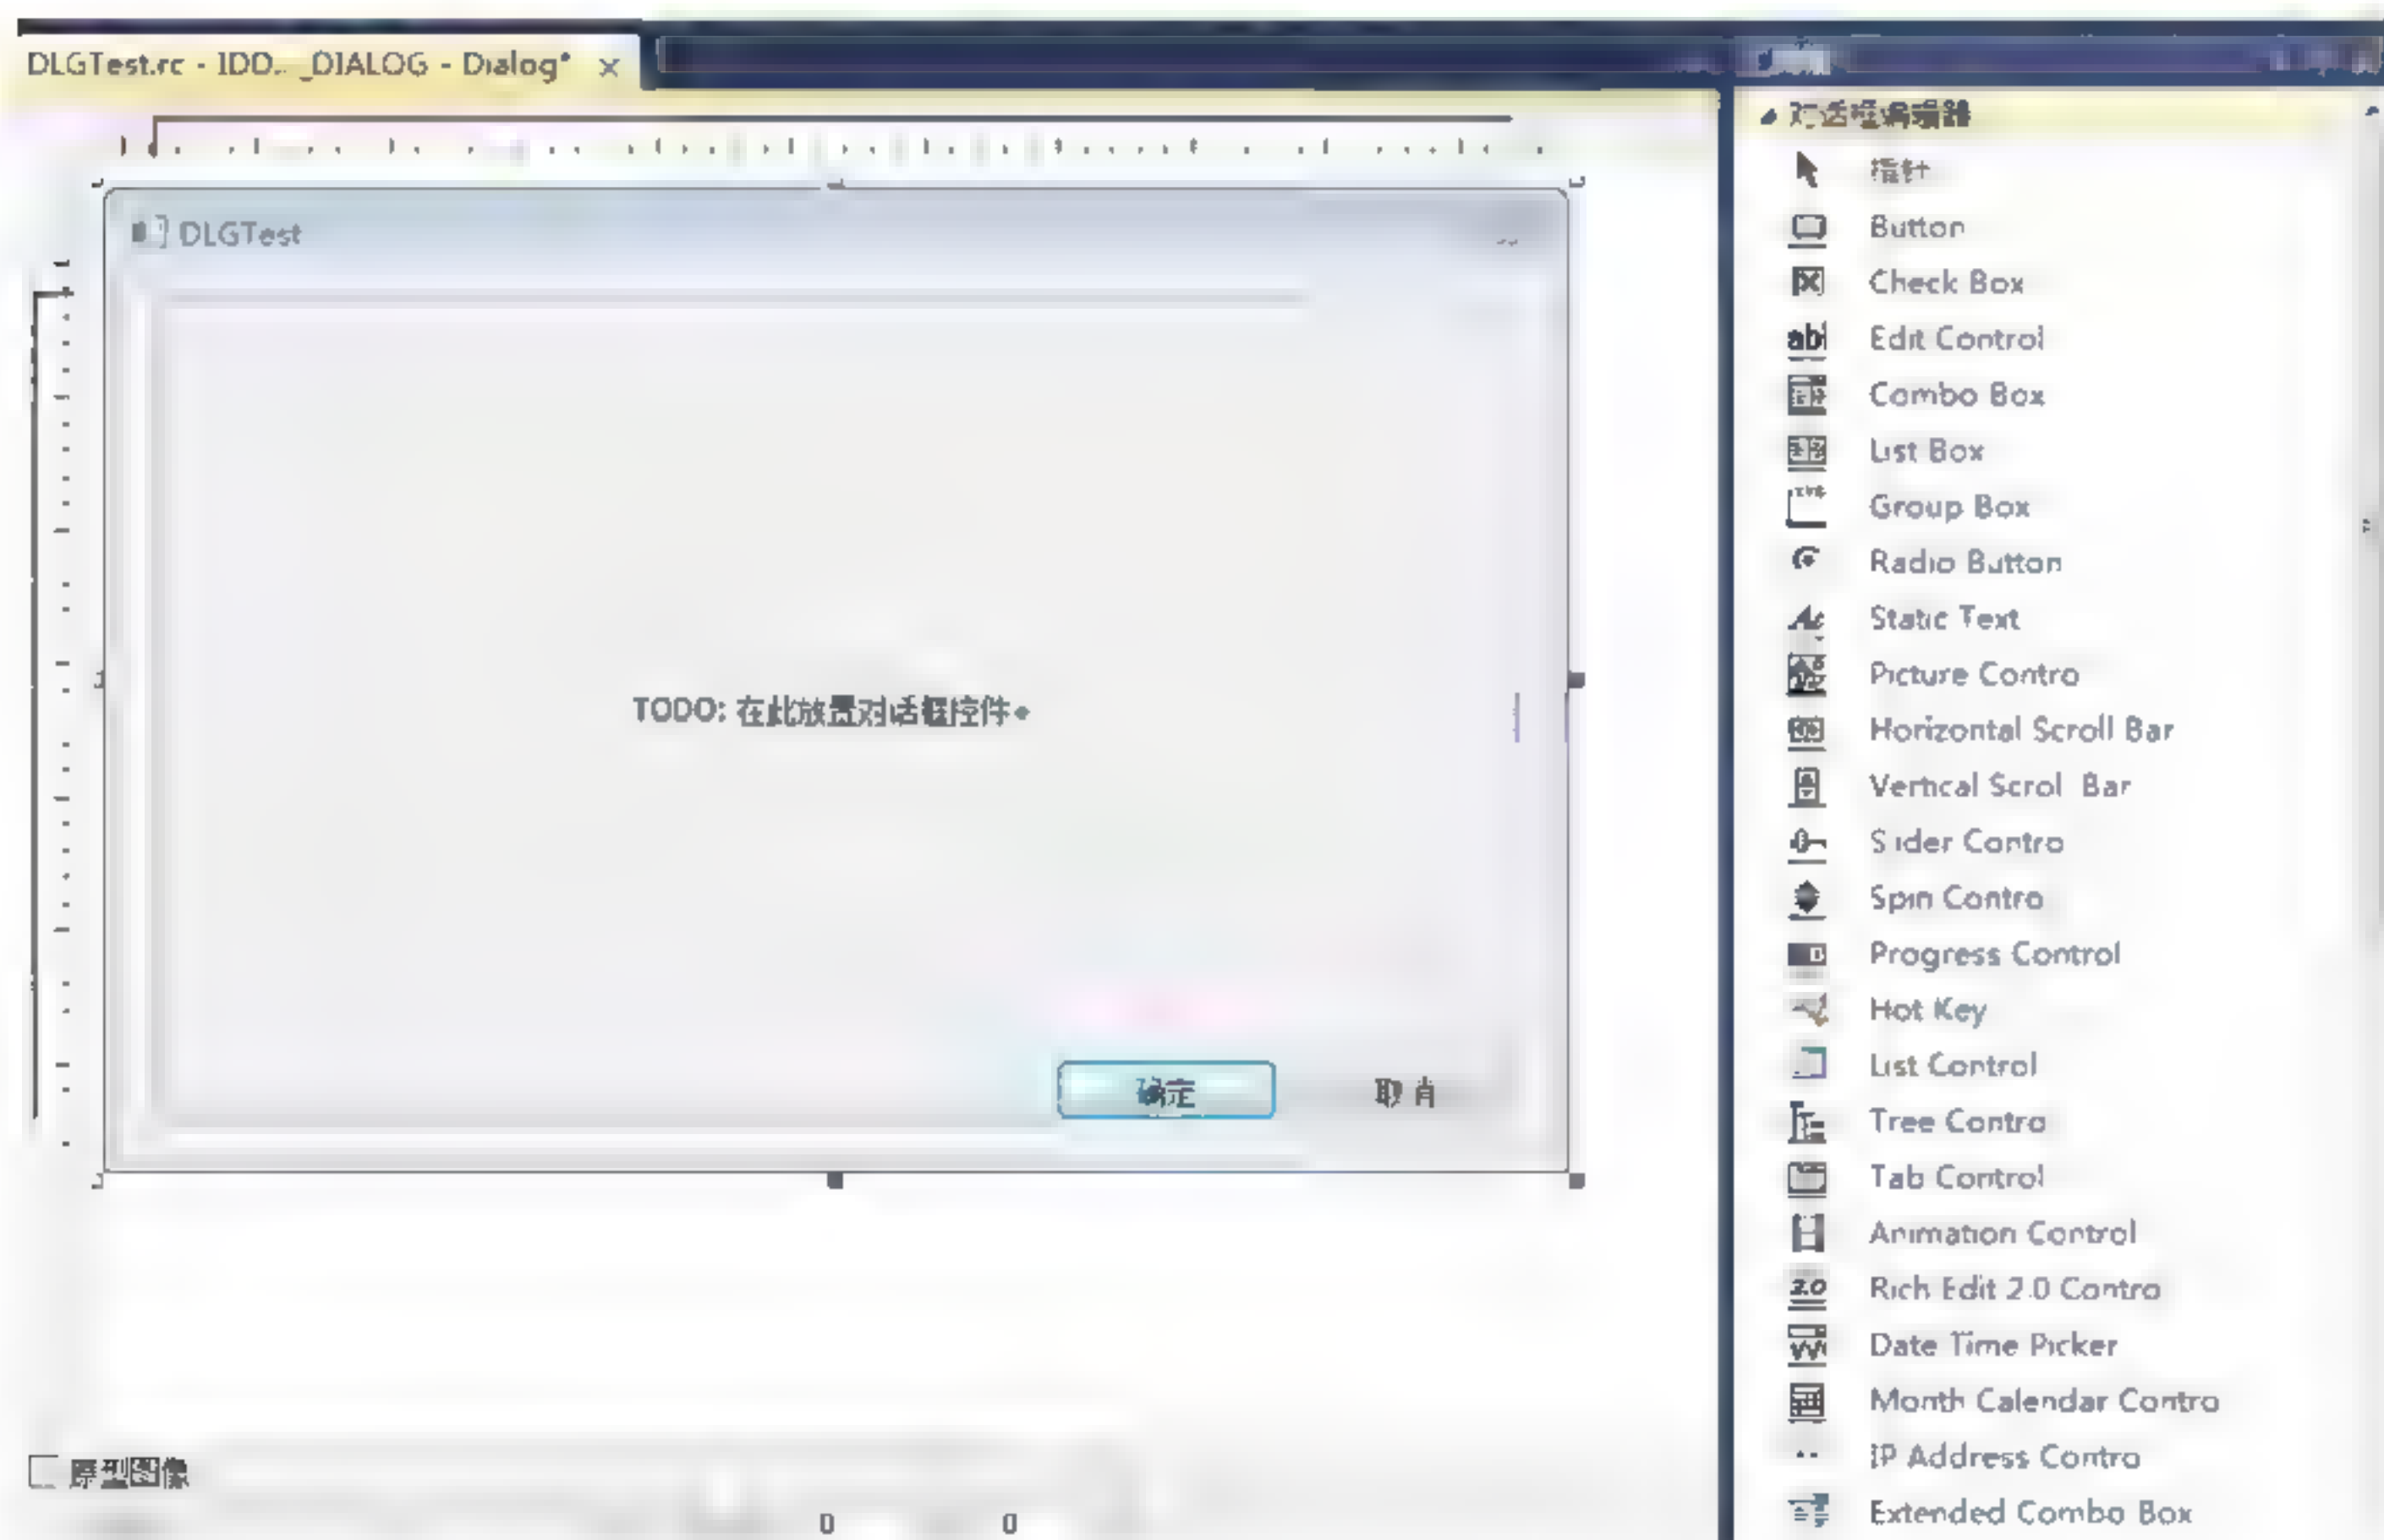 DLGTest.rc - IDD..._DIALOG - Dialog* ×
DLGTest
TODO: 在此放置对话框控件。
确定
取消
原型图像
0 0
对话框编辑器
指针
Button
Check Box
Edit Control
Combo Box
List Box
Group Box
Radio Button
Static Text
Picture Control
Horizontal Scroll Bar
Vertical Scroll Bar
Slider Control
Spin Control
Progress Control
Hot Key
List Control
Tree Control
Tab Control
Animation Control
Rich Edit 2.0 Control
Date Time Picker
Month Calendar Control
IP Address Control
Extended Combo Box